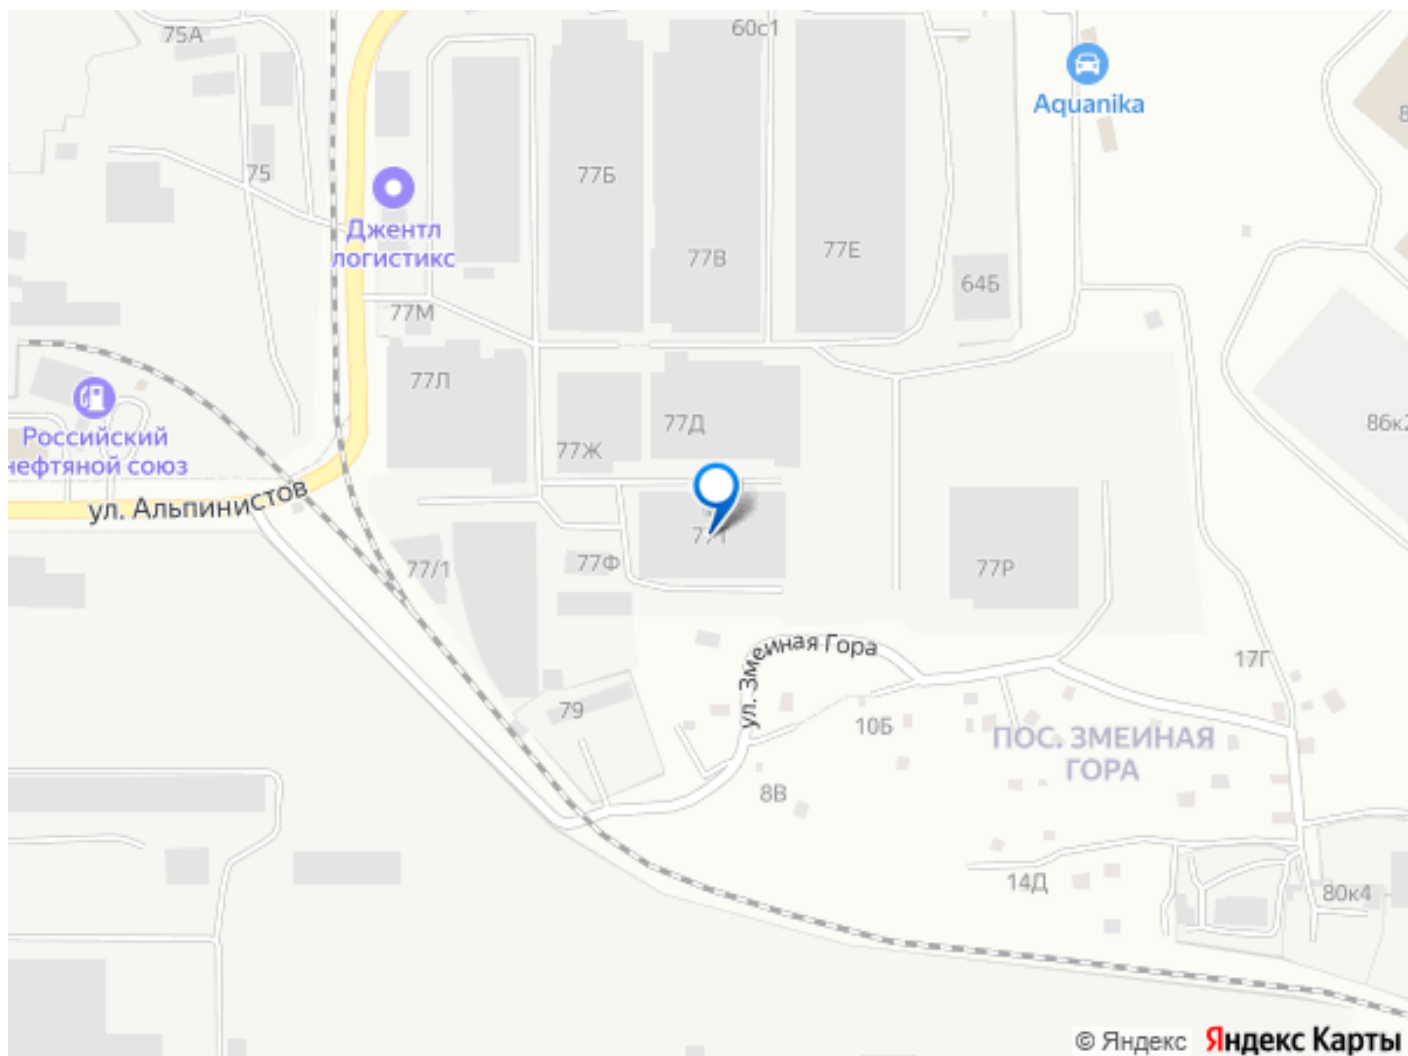 75А
60с1
Aquanika
75
77Б
Джентл
логистикс
77В
77Е
64Б
77М
77Л
77Д
77Ж
86к2
Российский
нефтяной союз
ул. Альпинистов
77/1
77Ф
77Р
ул. Змеиная Гора
17Г
79
10Б
ПОС. ЗМЕИНАЯ
ГОРА
8В
14Д
80к4
© Яндекс Яндекс Карты